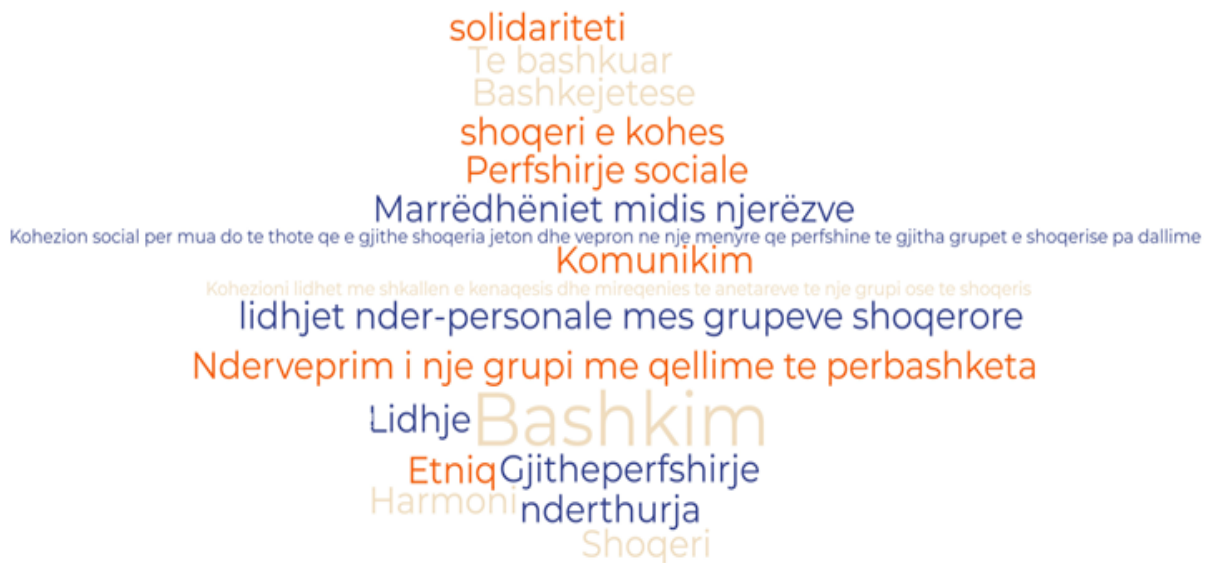 solidariteti
Te bashkuar
Bashkejetese
shoqeri e kohes
Perfshirje sociale
Marrëdhëniet midis njerëzve
Kohezion social per mua do te thote qe e gjithe shoqeria jeton dhe vepron ne nje menyre qe perfshine te gjitha grupet e shoqerise pa dallime
Komunikim
Kohezioni lidhet me shkallen e kenaqesis dhe mireqenies te anetareve te nje grupi ose te shoqeris
lidhjet nder-personale mes grupeve shoqerore
Nderveprim i nje grupi me qellime te perbashketa
Lidhje Bashkim
Etniq Gjitheperfshirje
Harmoni nderthurja
Shoqeri